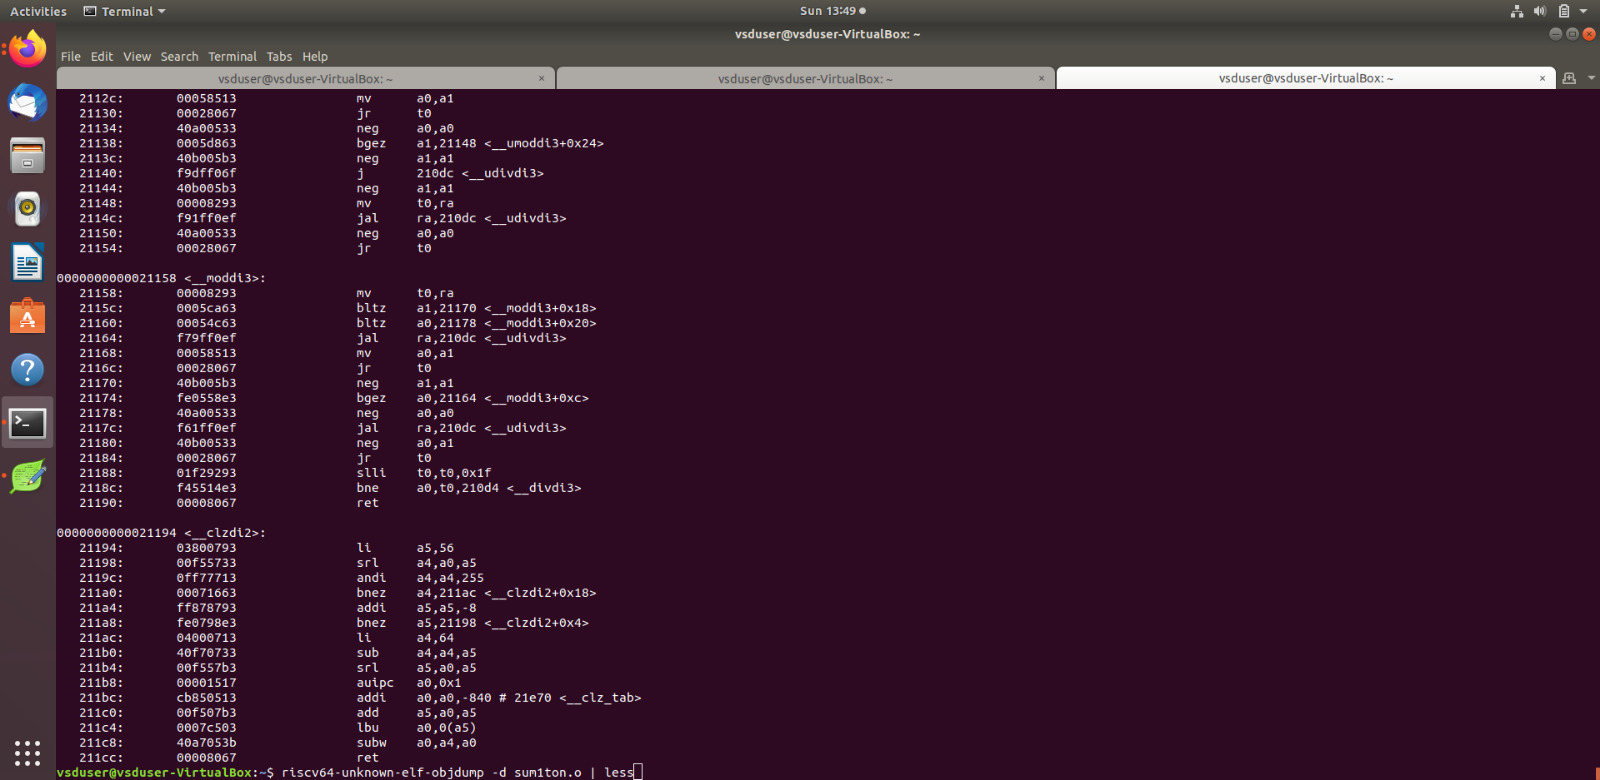 Activities Terminal Sun 13:49
vsduser@vsduser-VirtualBox: ~
File Edit View Search Terminal Tabs Help
vsduser@vsduser-VirtualBox: ~ × vsduser@vsduser-VirtualBox: ~ × vsduser@vsduser-VirtualBox: ~ ×
2112c: 00058513 mv a0,a1
21130: 00028067 jr t0
21134: 40a00533 neg a0,a0
21138: 0005d863 bgez a1,21148 <__umoddi3+0x24>
2113c: 40b005b3 neg a1,a1
21140: f9dff06f j 210dc <__udivdi3>
21144: 40b005b3 neg a1,a1
21148: 00008293 mv t0,ra
2114c: f91ff0ef jal ra,210dc <__udivdi3>
21150: 40a00533 neg a0,a0
21154: 00028067 jr t0
0000000000021158 <__moddi3>:
21158: 00008293 mv t0,ra
2115c: 0005ca63 bltz a1,21170 <__moddi3+0x18>
21160: 00054c63 bltz a0,21178 <__moddi3+0x20>
21164: f79ff0ef jal ra,210dc <__udivdi3>
21168: 00058513 mv a0,a1
2116c: 00028067 jr t0
21170: 40b005b3 neg a1,a1
21174: fe0558e3 bgez a0,21164 <__moddi3+0xc>
21178: 40a00533 neg a0,a0
2117c: f61ff0ef jal ra,210dc <__udivdi3>
21180: 40b00533 neg a0,a1
21184: 00028067 jr t0
21188: 01f29293 slli t0,t0,0x1f
2118c: f45514e3 bne a0,t0,210d4 <__divdi3>
21190: 00008067 ret
0000000000021194 <__clzdi2>:
21194: 03800793 li a5,56
21198: 00f55733 srl a4,a0,a5
2119c: 0ff77713 andi a4,a4,255
211a0: 00071663 bnez a4,211ac <__clzdi2+0x18>
211a4: ff878793 addi a5,a5,-8
211a8: fe0798e3 bnez a5,21198 <__clzdi2+0x4>
211ac: 04000713 li a4,64
211b0: 40f70733 sub a4,a4,a5
211b4: 00f557b3 srl a5,a0,a5
211b8: 00001517 auipc a0,0x1
211bc: cb850513 addi a0,a0,-840 # 21e70 <__clz_tab>
211c0: 00f507b3 add a5,a0,a5
211c4: 0007c503 lbu a0,0(a5)
211c8: 40a7053b subw a0,a4,a0
211cc: 00008067 ret
vsduser@vsduser-VirtualBox:~$ riscv64-unknown-elf-objdump -d sum1ton.o | less